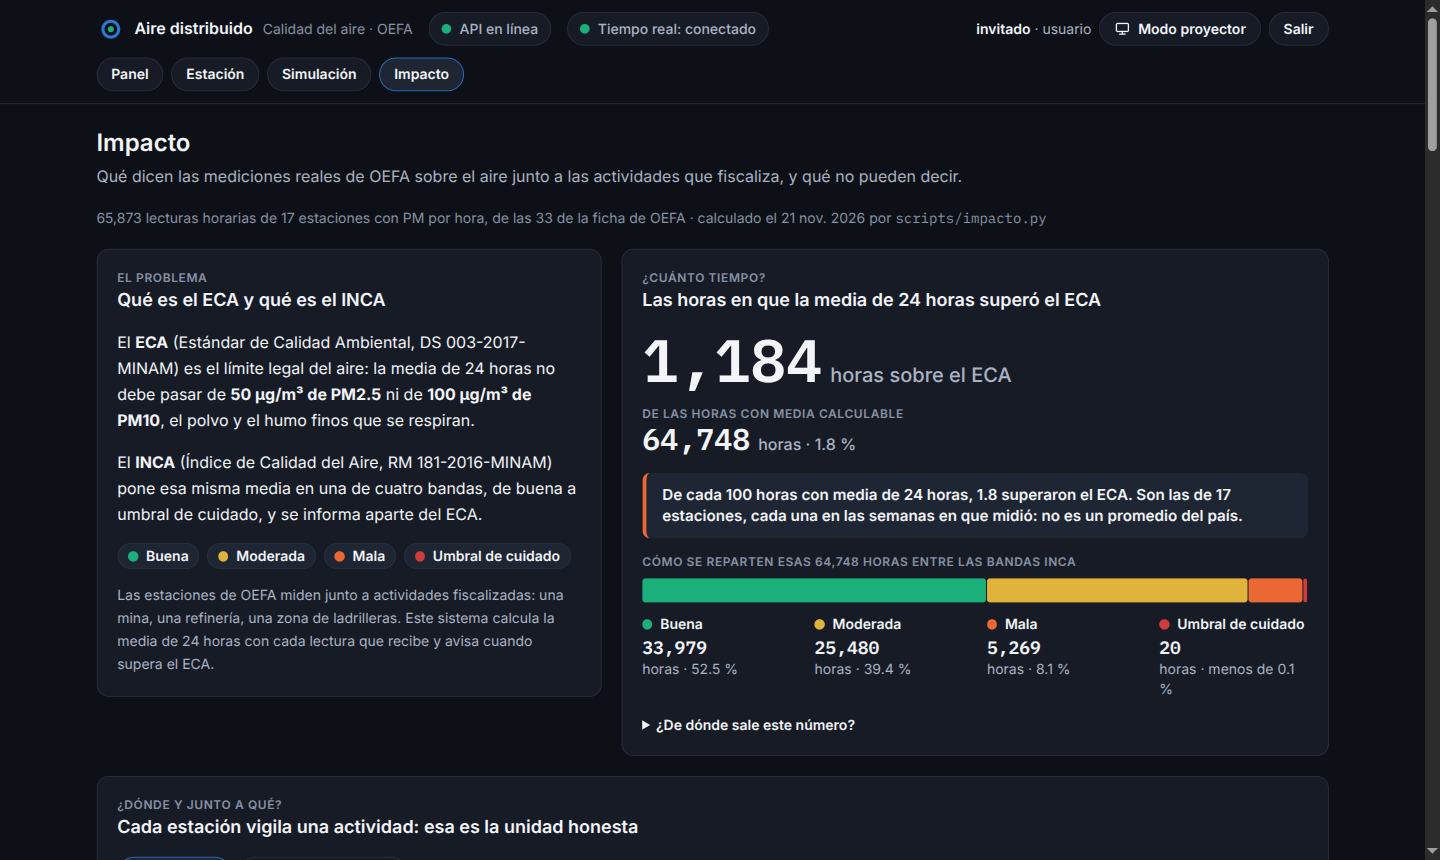 Aire distribuido Calidad del aire · OEFA API en línea Tiempo real: conectado invitado · usuario Modo proyector Salir
Panel Estación Simulación Impacto
Impacto
Qué dicen las mediciones reales de OEFA sobre el aire junto a las actividades que fiscaliza, y qué no pueden decir.
65,873 lecturas horarias de 17 estaciones con PM por hora, de las 33 de la ficha de OEFA · calculado el 21 nov. 2026 por scripts/impacto.py
EL PROBLEMA
Qué es el ECA y qué es el INCA
El ECA (Estándar de Calidad Ambiental, DS 003-2017-
MINAM) es el límite legal del aire: la media de 24 horas no
debe pasar de 50 µg/m³ de PM2.5 ni de 100 µg/m³ de
PM10, el polvo y el humo finos que se respiran.
El INCA (Índice de Calidad del Aire, RM 181-2016-MINAM)
pone esa misma media en una de cuatro bandas, de buena a
umbral de cuidado, y se informa aparte del ECA.
Buena Moderada Mala Umbral de cuidado
Las estaciones de OEFA miden junto a actividades fiscalizadas: una
mina, una refinería, una zona de ladrilleras. Este sistema calcula la
media de 24 horas con cada lectura que recibe y avisa cuando
supera el ECA.
¿CUÁNTO TIEMPO?
Las horas en que la media de 24 horas superó el ECA
1,184 horas sobre el ECA
DE LAS HORAS CON MEDIA CALCULABLE
64,748 horas · 1.8 %
De cada 100 horas con media de 24 horas, 1.8 superaron el ECA. Son las de 17
estaciones, cada una en las semanas en que midió: no es un promedio del país.
CÓMO SE REPARTEN ESAS 64,748 HORAS ENTRE LAS BANDAS INCA
Buena Moderada Mala Umbral de cuidado
33,979 25,480 5,269 20
horas · 52.5 % horas · 39.4 % horas · 8.1 % horas · menos de 0.1
%
¿De dónde sale este número?
¿DÓNDE Y JUNTO A QUÉ?
Cada estación vigila una actividad: esa es la unidad honesta